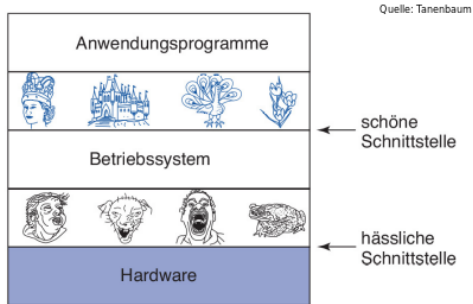 Quelle: Tanenbaum
Anwendungsprogramme
schöne
Schnittstelle
Betriebssystem
hässliche
Schnittstelle
Hardware